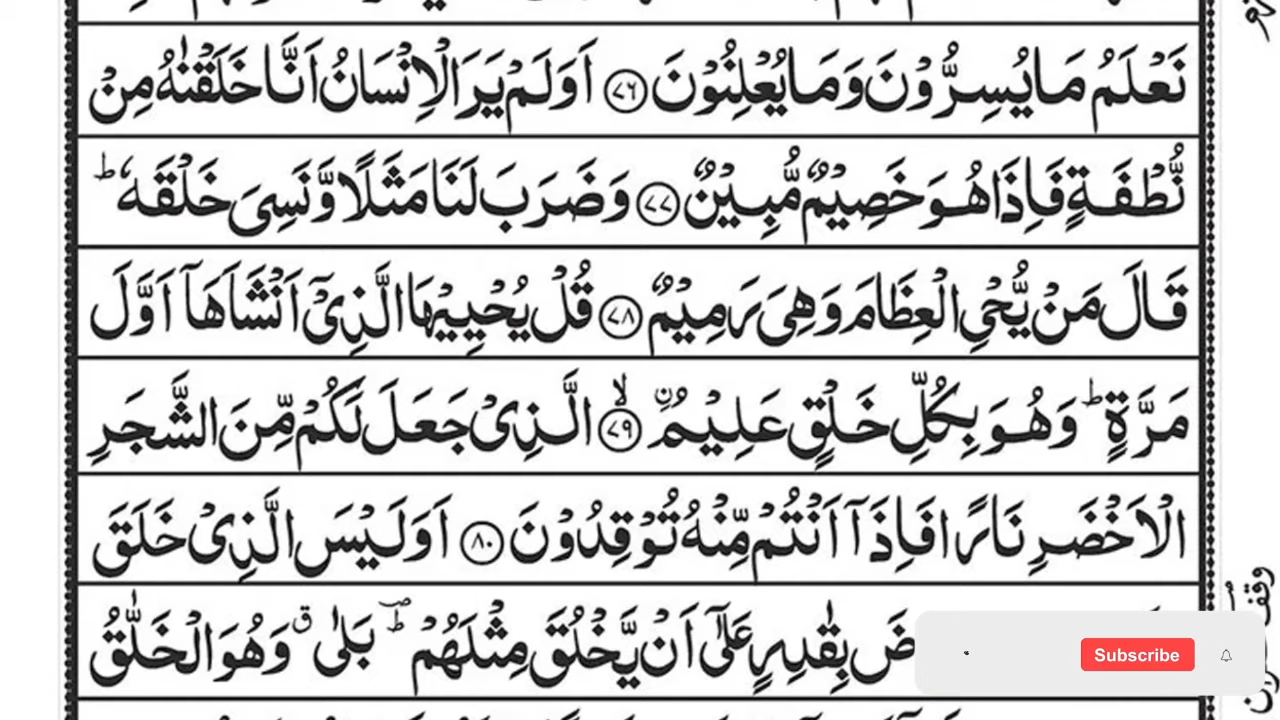 نَعْلَمُ مَا يُسِرُّوْنَ وَمَا يُعْلِنُوْنَ ﴿٧٦﴾ اَوَلَمْ يَرَ الْاِنْسَانُ اَنَّا خَلَقْنٰهُ مِنْ
نُّطْفَةٍ فَاِذَا هُوَ خَصِيْمٌ مُّبِيْنٌ ﴿٧٧﴾ وَضَرَبَ لَنَا مَثَلًا وَّنَسِىَ خَلْقَهٗ ؕ
قَالَ مَنْ يُّحْىِ الْعِظَامَ وَهِىَ رَمِيْمٌ ﴿٧٨﴾ قُلْ يُحْيِيْهَا الَّذِىْۤ اَنْشَاَهَاۤ اَوَّلَ
مَرَّةٍ ؕ وَهُوَ بِكُلِّ خَلْقٍ عَلِيْمُ ۨ ۙ﴿٧٩﴾ الَّذِىْ جَعَلَ لَكُمْ مِّنَ الشَّجَرِ
الْاَخْضَرِ نَارًا فَاِذَاۤ اَنْتُمْ مِّنْهُ تُوْقِدُوْنَ ﴿٨٠﴾ اَوَلَيْسَ الَّذِىْ خَلَقَ
ضَ بِقٰدِرٍ عَلٰٓى اَنْ يَّخْلُقَ مِثْلَهُمْ ؕ بَلٰى ق وَهُوَ الْخَلّٰقُ
Subscribe